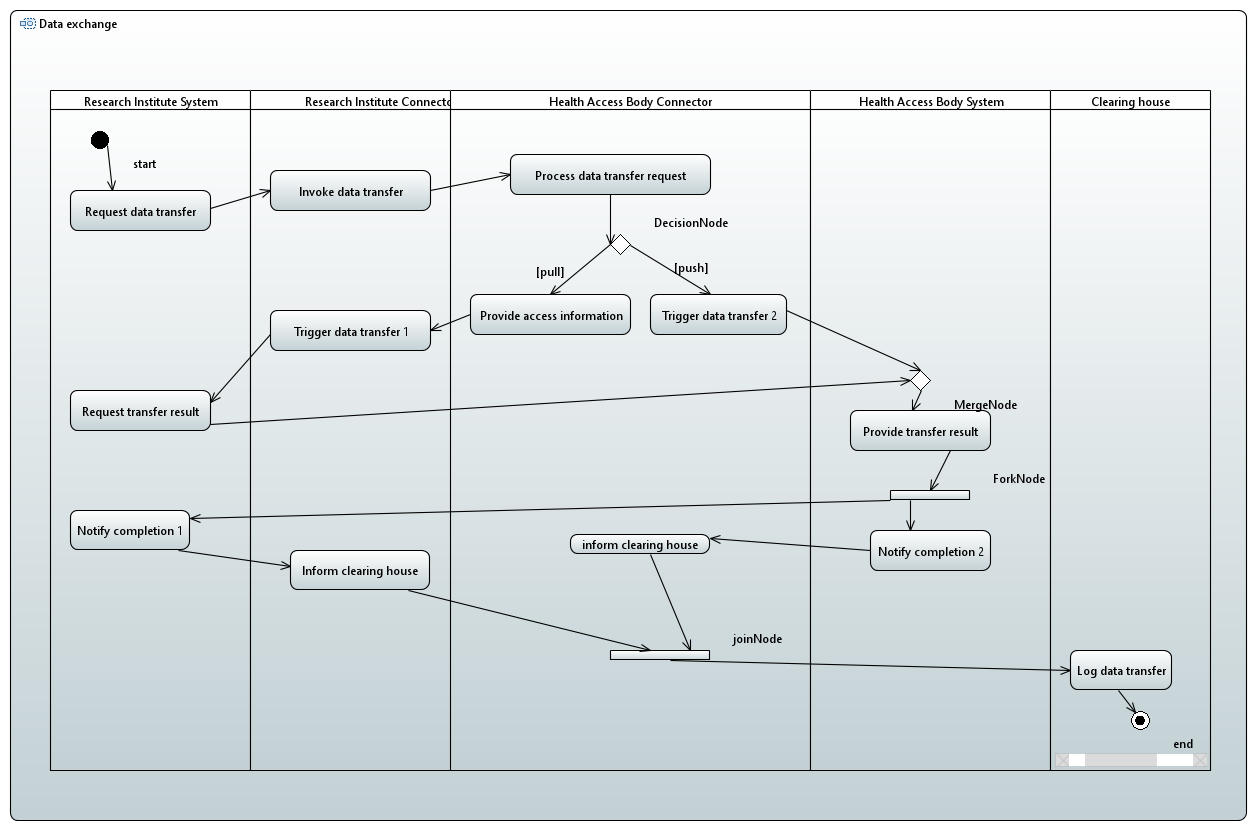 Data exchange
Research Institute System
Research Institute Connecto
Health Access Body Connector
Health Access Body System
Clearing house
start
Request data transfer
Invoke data transfer
Process data transfer request
DecisionNode
[pull]
[push]
Provide access information
Trigger data transfer 2
Trigger data transfer 1
Request transfer result
MergeNode
Provide transfer result
ForkNode
Notify completion 1
inform clearing house
Notify completion 2
Inform clearing house
joinNode
Log data transfer
end